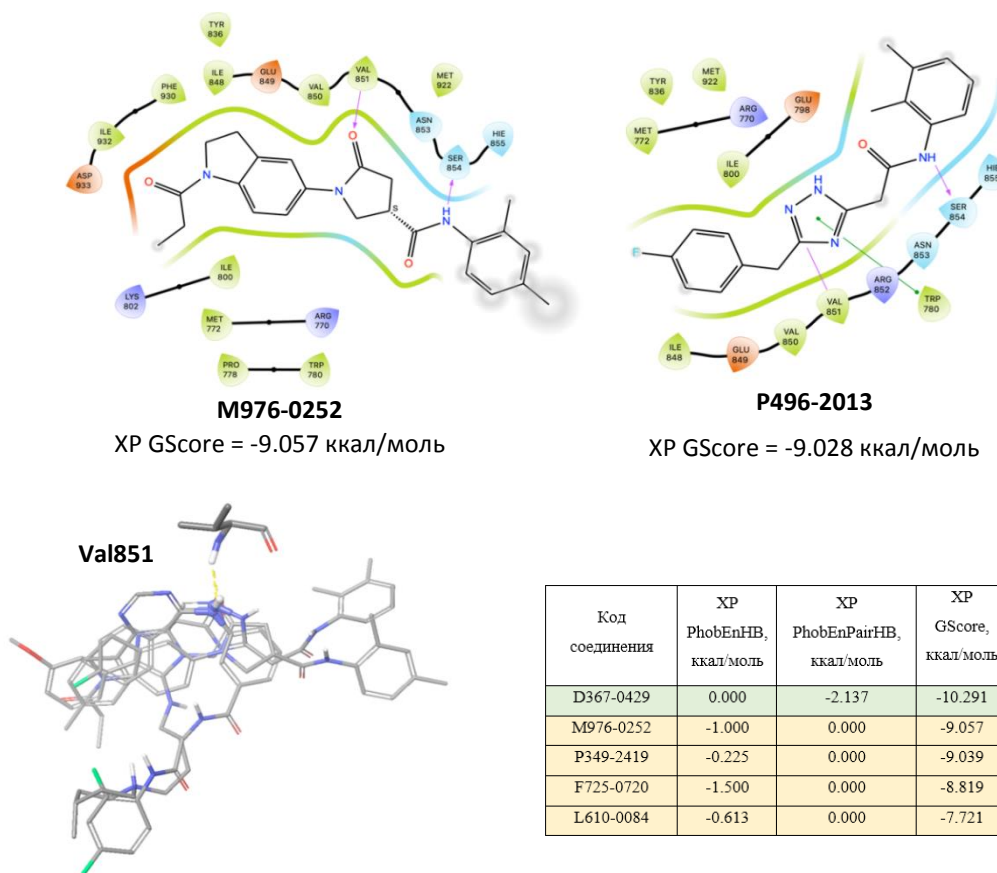 TYR
836
ILE
848
GLU
849
VAL
850
VAL
851
MET
922
PHE
930
ILE
932
ASP
933
ASN
853
SER
854
HIE
855
O
O
N
N
S
H
N
O
ILE
800
LYS
802
MET
772
ARG
770
PRO
778
TRP
780
M976-0252
XP GScore = -9.057 ккал/моль
TYR
836
MET
922
ARG
770
GLU
798
MET
772
ILE
800
O
NH
H
N
N
N
F
HIE
855
SER
854
ASN
853
ARG
852
TRP
780
VAL
851
VAL
850
GLU
849
ILE
848
P496-2013
XP GScore = -9.028 ккал/моль
Val851
Код соединения
XP PhobEnHB, ккал/моль
XP PhobEnPairHB, ккал/моль
XP GScore, ккал/моль
D367-0429 0.000 -2.137 -10.291
M976-0252 -1.000 0.000 -9.057
P349-2419 -0.225 0.000 -9.039
F725-0720 -1.500 0.000 -8.819
L610-0084 -0.613 0.000 -7.721